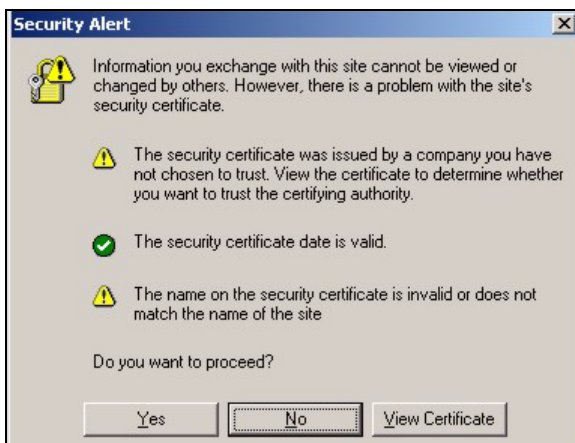 Security Alert
Information you exchange with this site cannot be viewed or
changed by others. However, there is a problem with the site's
security certificate.
The security certificate was issued by a company you have
not chosen to trust. View the certificate to determine whether
you want to trust the certifying authority.
The security certificate date is valid.
The name on the security certificate is invalid or does not
match the name of the site
Do you want to proceed?
Yes No View Certificate